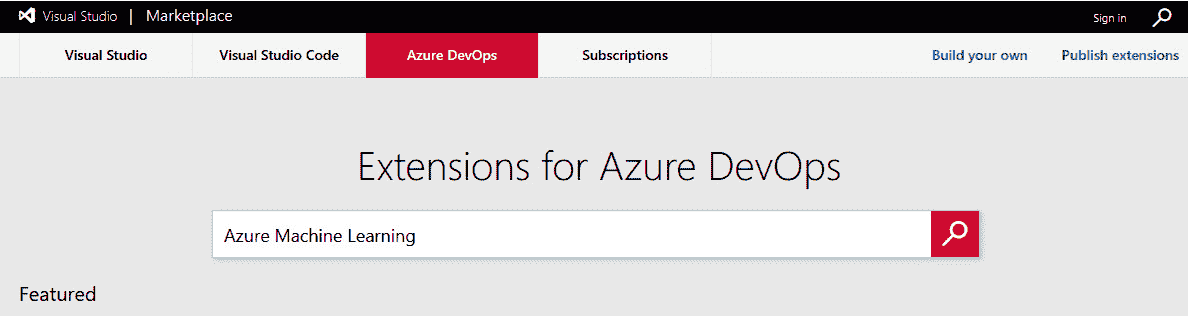 Visual Studio | Marketplace Sign in
Visual Studio Visual Studio Code Azure DevOps Subscriptions Build your own Publish extensions
Extensions for Azure DevOps
Azure Machine Learning
Featured